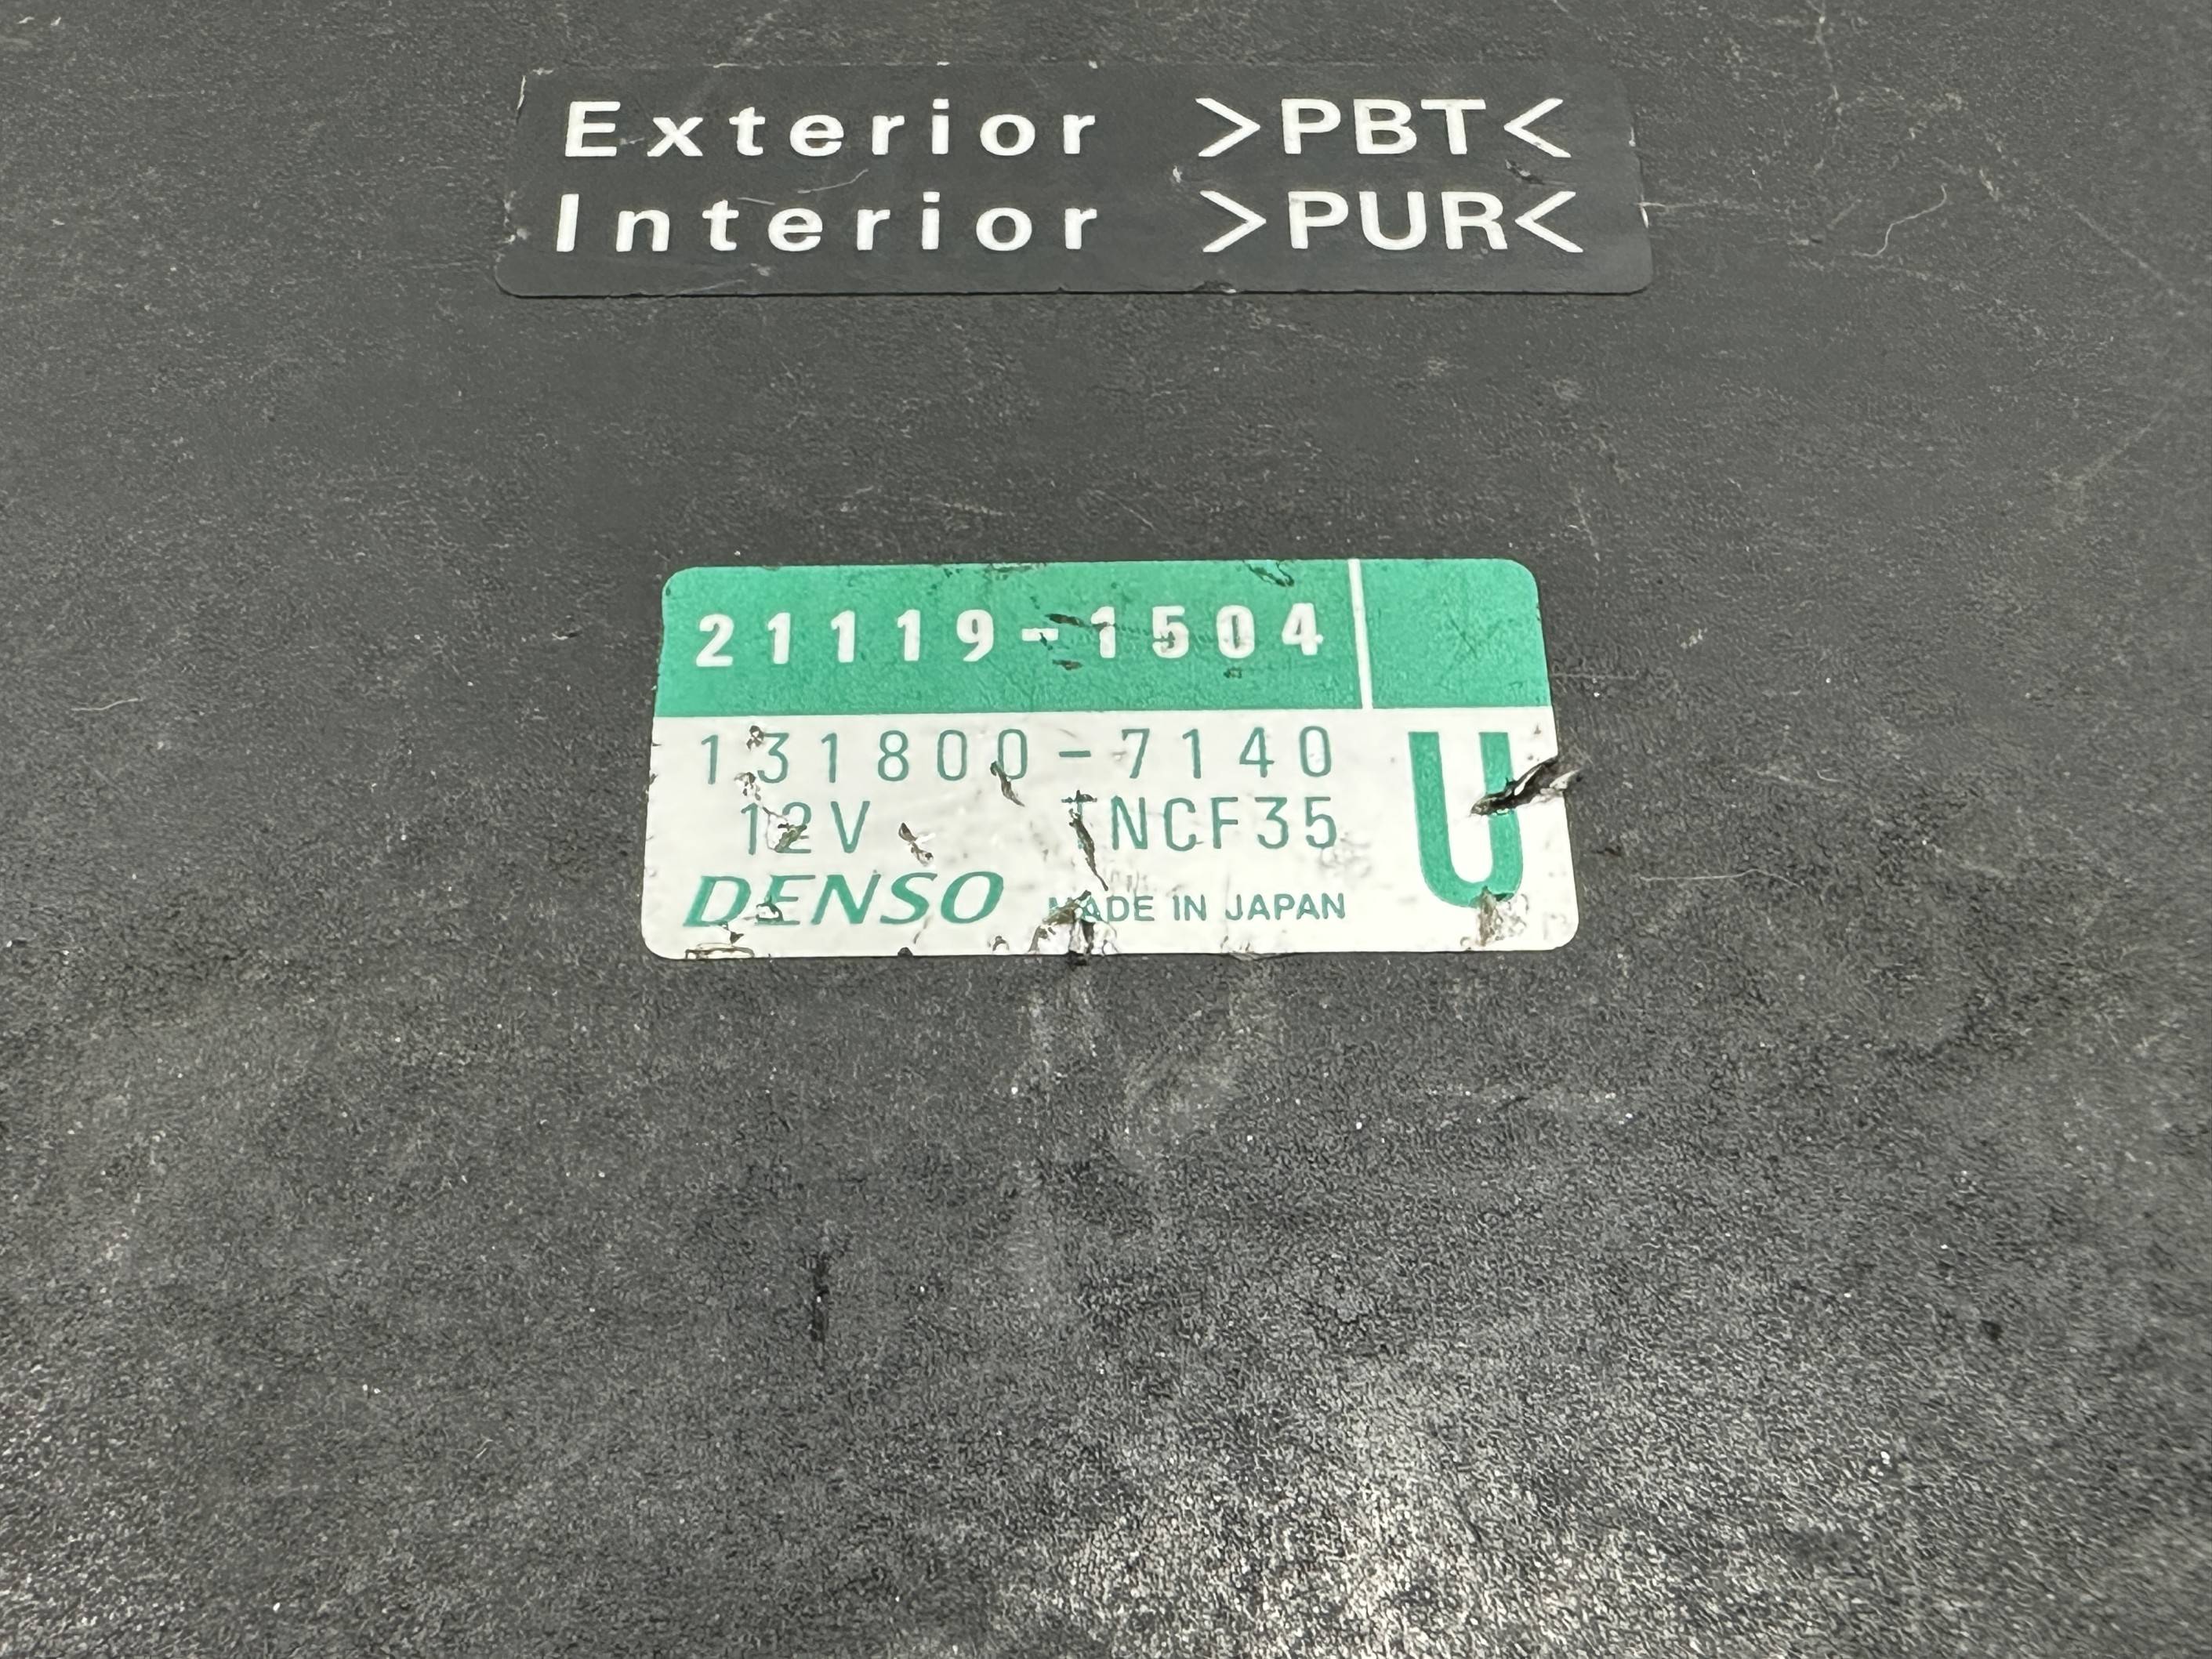 Exterior >PBT<
Interior >PUR<
21119-1504
131800-7140
12V TNCF35
DENSO MADE IN JAPAN
U